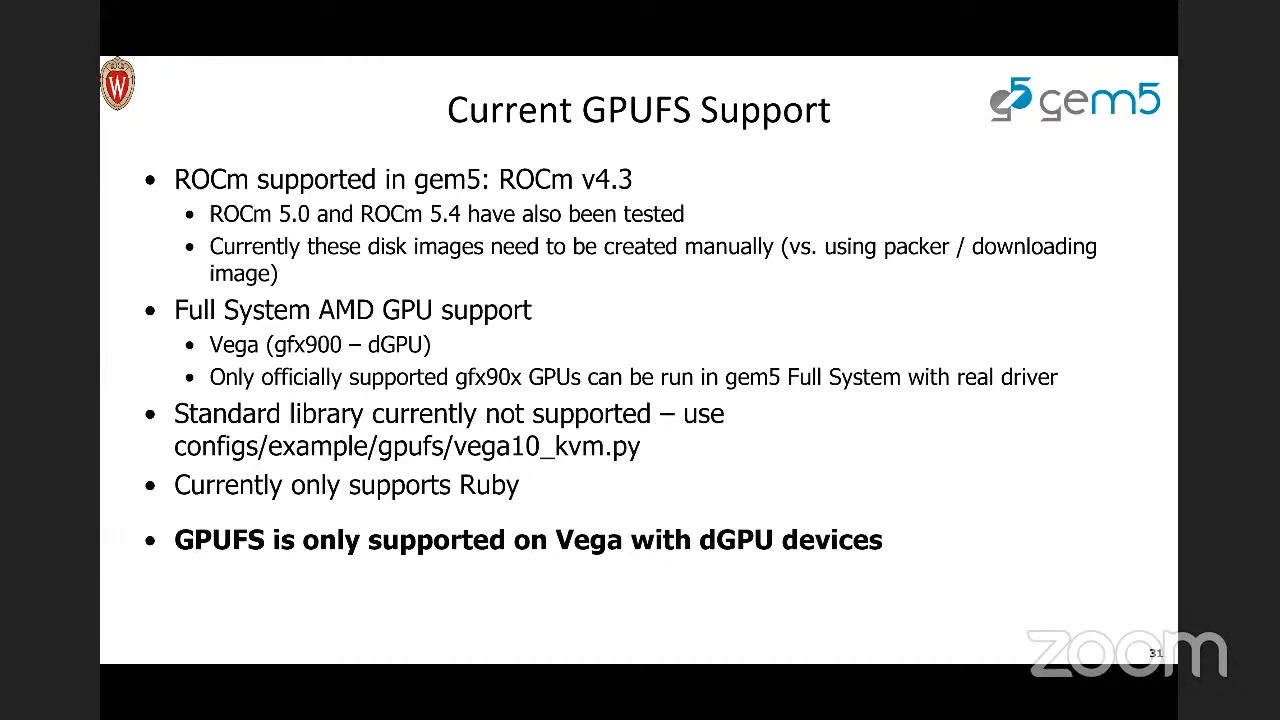 W
Current GPUFS Support
gem5
• ROCm supported in gem5: ROCm v4.3
• ROCm 5.0 and ROCm 5.4 have also been tested
• Currently these disk images need to be created manually (vs. using packer / downloading
image)
• Full System AMD GPU support
• Vega (gfx900 – dGPU)
• Only officially supported gfx90x GPUs can be run in gem5 Full System with real driver
• Standard library currently not supported – use
configs/example/gpufs/vega10_kvm.py
• Currently only supports Ruby
• GPUFS is only supported on Vega with dGPU devices
31
zoom